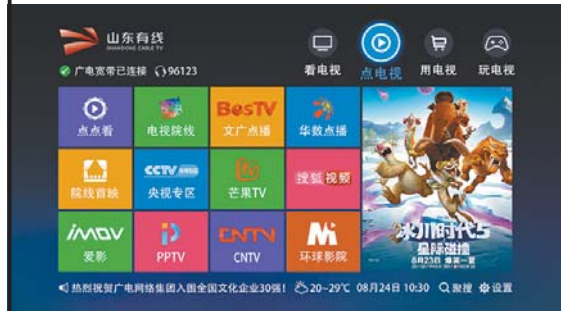 山东有线
SHANDONG CABLE TV
广电宽带已连接 96123
看电视 点电视 用电视 玩电视
点点看 电视院线 BesTV 文广点播 华数点播
院线首映 CCTV 央视专区 芒果TV 搜狐视频
iMOV 爱影 PPTV CNTV CNTV M 环球影院
冰川时代5
星际碰撞
8月23日 爆笑一夏
热烈祝贺广电网络集团入围全国文化企业30强! 20~29℃ 08月24日 10:30 聚搜 设置